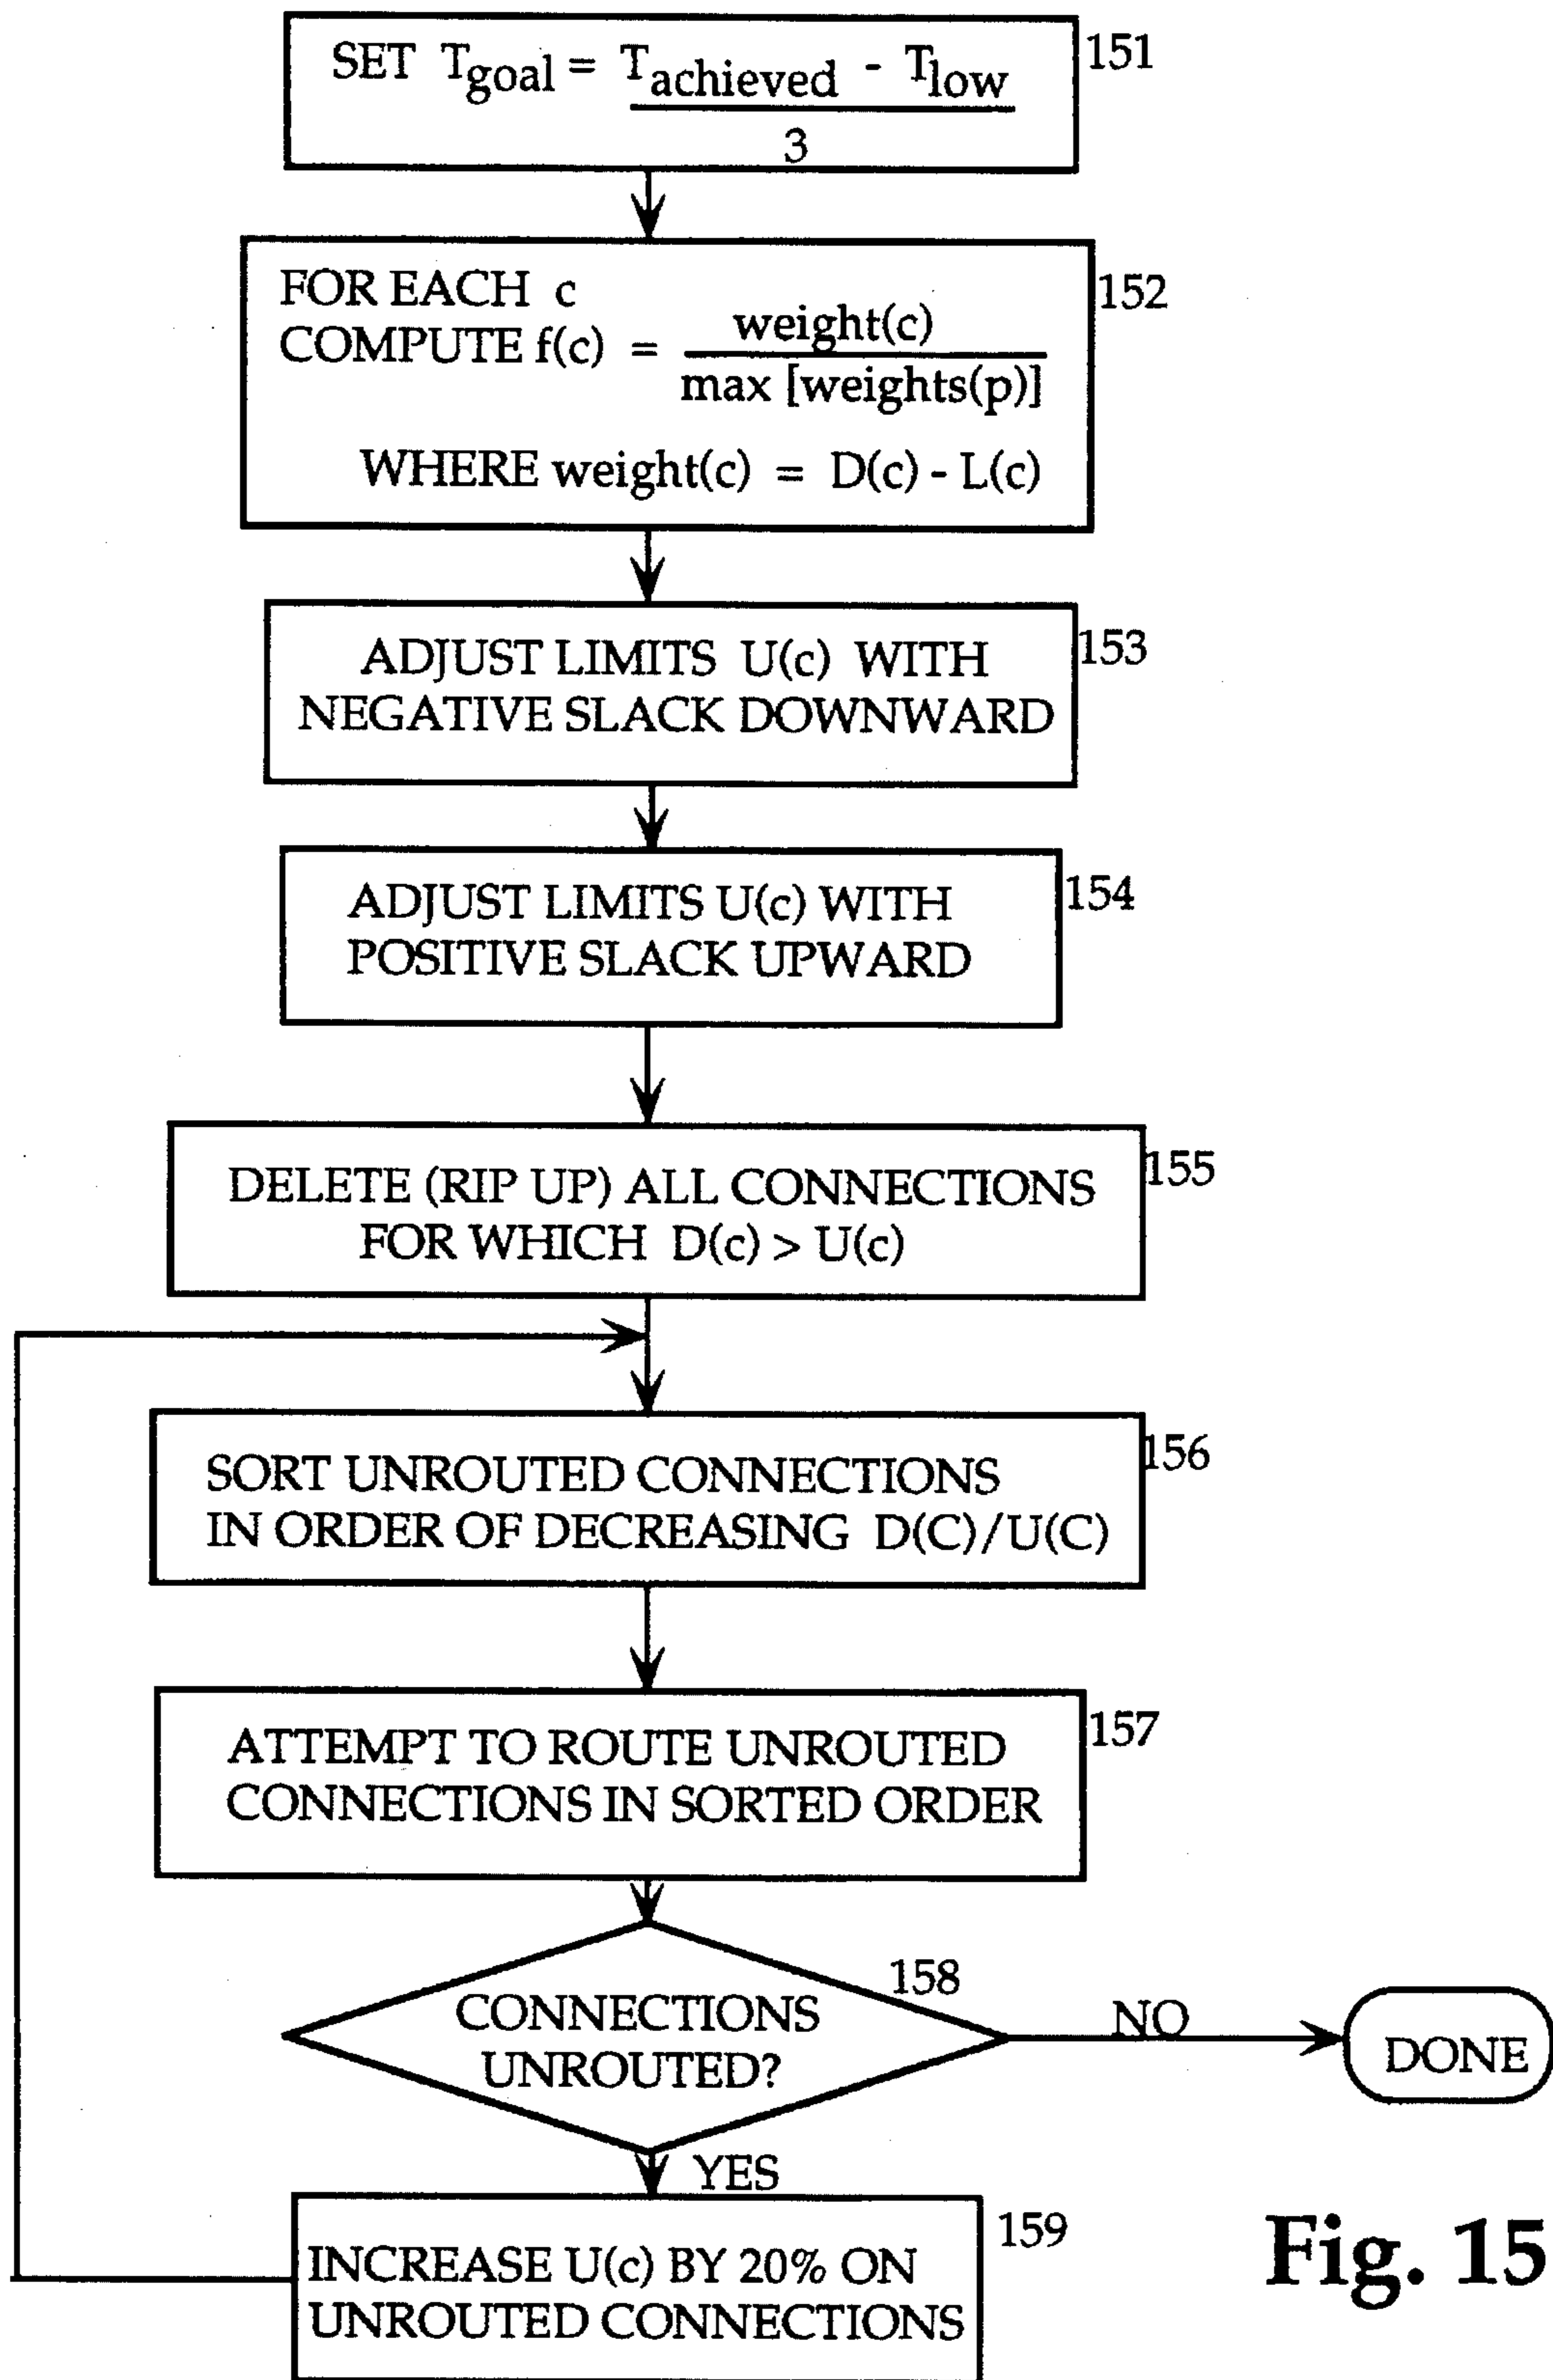 SET Tgoal = Tachieved - Tlow
3
151
FOR EACH c
COMPUTE f(c) = weight(c)
max [weights(p)]
WHERE weight(c) = D(c) - L(c)
152
ADJUST LIMITS U(c) WITH
NEGATIVE SLACK DOWNWARD
153
ADJUST LIMITS U(c) WITH
POSITIVE SLACK UPWARD
154
DELETE (RIP UP) ALL CONNECTIONS
FOR WHICH D(c) > U(c)
155
SORT UNROUTED CONNECTIONS
IN ORDER OF DECREASING D(C)/U(C)
156
ATTEMPT TO ROUTE UNROUTED
CONNECTIONS IN SORTED ORDER
157
CONNECTIONS
UNROUTED?
158
NO
DONE
YES
INCREASE U(c) BY 20% ON
UNROUTED CONNECTIONS
159
Fig. 15